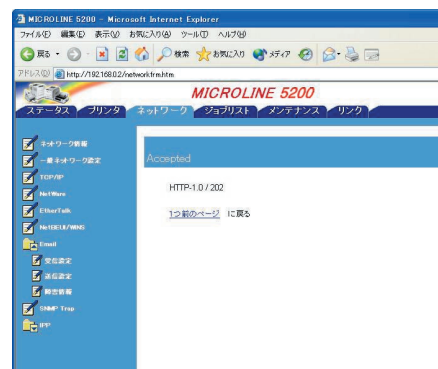 MICROLINE 5200 - Microsoft Internet Explorer
ファイル(F) 編集(E) 表示(V) お気に入り(A) ツール(T) ヘルプ(H)
戻る 検索 お気に入り メディア
アドレス(D) http://192.168.0.2/networkfrm.htm
MICROLINE 5200
ステータス プリンタ ネットワーク ジョブリスト メンテナンス リンク
ネットワーク情報
一般ネットワーク設定
TCP/IP
NetWare
EtherTalk
NetBEUI/WINS
Email
受信設定
送信設定
障害情報
SNMP Trap
IPP
Accepted
HTTP-1.0 / 202
1つ前のページ に戻る